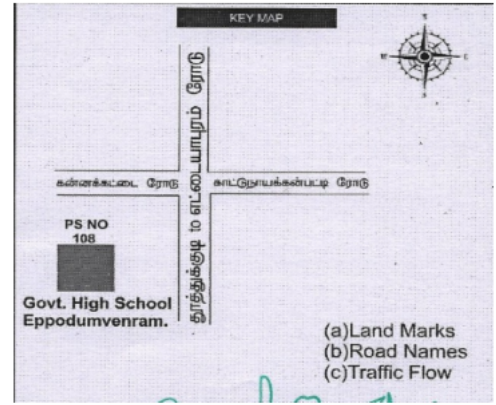 KEY MAP
N
W
E
S
தூத்துக்குடி to எட்டையாபுரம் ரோடு
கன்னக்கட்டை ரோடு
காட்டுநாயக்கன்பட்டி ரோடு
PS NO
108
Govt. High School
Eppodumvenram.
(a)Land Marks
(b)Road Names
(c)Traffic Flow